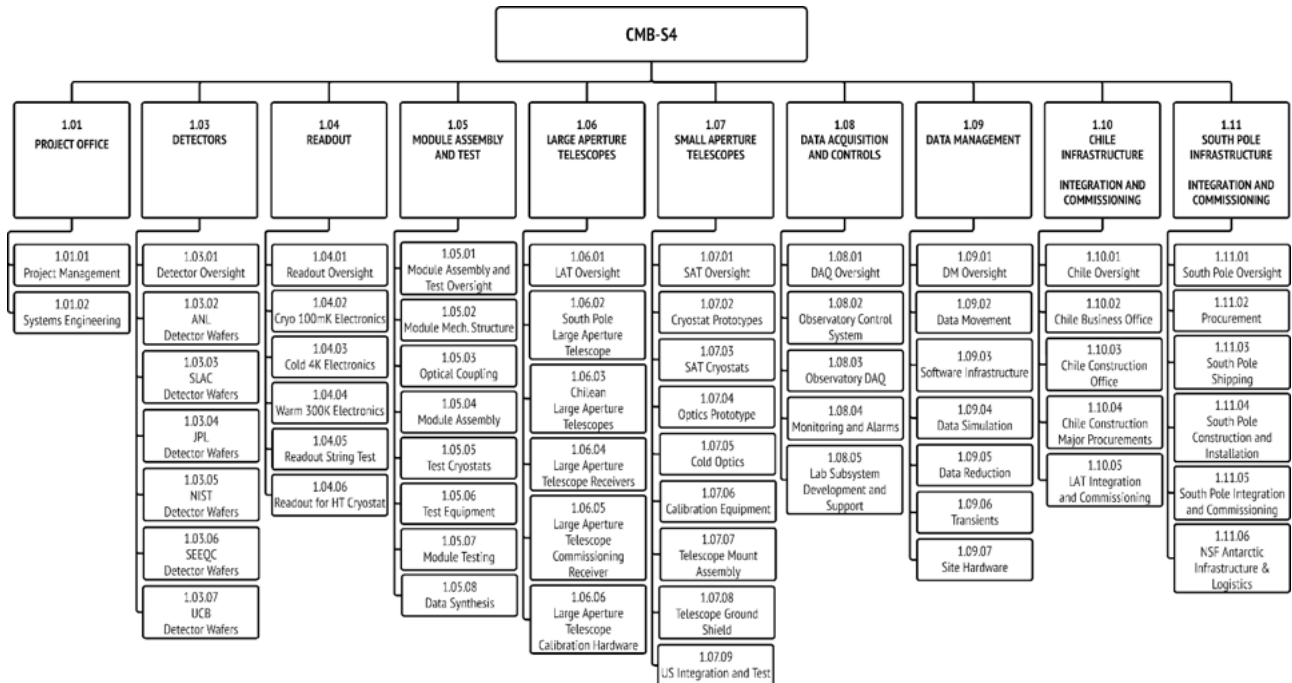 CMB-S4
1.01
PROJECT OFFICE
1.03
DETECTORS
1.04
READOUT
1.05
MODULE ASSEMBLY
AND TEST
1.06
LARGE APERTURE
TELESCOPES
1.07
SMALL APERTURE
TELESCOPES
1.08
DATA ACQUISITION
AND CONTROLS
1.09
DATA MANAGEMENT
1.10
CHILE
INFRASTRUCTURE
INTEGRATION AND
COMMISSIONING
1.11
SOUTH POLE
INFRASTRUCTURE
INTEGRATION AND
COMMISSIONING
1.01.01
Project Management
1.01.02
Systems Engineering
1.03.01
Detector Oversight
1.03.02
ANL
Detector Wafers
1.03.03
SLAC
Detector Wafers
1.03.04
JPL
Detector Wafers
1.03.05
NIST
Detector Wafers
1.03.06
SEEQC
Detector Wafers
1.03.07
UCB
Detector Wafers
1.04.01
Readout Oversight
1.04.02
Cryo 100mK Electronics
1.04.03
Cold 4K Electronics
1.04.04
Warm 300K Electronics
1.04.05
Readout String Test
1.04.06
Readout for HT Cryostat
1.05.01
Module Assembly and
Test Oversight
1.05.02
Module Mech. Structure
1.05.03
Optical Coupling
1.05.04
Module Assembly
1.05.05
Test Cryostats
1.05.06
Test Equipment
1.05.07
Module Testing
1.05.08
Data Synthesis
1.06.01
LAT Oversight
1.06.02
South Pole
Large Aperture
Telescope
1.06.03
Chilean
Large Aperture
Telescopes
1.06.04
Large Aperture
Telescope Receivers
1.06.05
Large Aperture
Telescope
Commissioning
Receiver
1.06.06
Large Aperture
Telescope
Calibration Hardware
1.07.01
SAT Oversight
1.07.02
Cryostat Prototypes
1.07.03
SAT Cryostats
1.07.04
Optics Prototype
1.07.05
Cold Optics
1.07.06
Calibration Equipment
1.07.07
Telescope Mount
Assembly
1.07.08
Telescope Ground
Shield
1.07.09
US Integration and Test
1.08.01
DAQ Oversight
1.08.02
Observatory Control
System
1.08.03
Observatory DAQ
1.08.04
Monitoring and Alarms
1.08.05
Lab Subsystem
Development and
Support
1.09.01
DM Oversight
1.09.02
Data Movement
1.09.03
Software Infrastructure
1.09.04
Data Simulation
1.09.05
Data Reduction
1.09.06
Transients
1.09.07
Site Hardware
1.10.01
Chile Oversight
1.10.02
Chile Business Office
1.10.03
Chile Construction
Office
1.10.04
Chile Construction
Major Procurements
1.10.05
LAT Integration
and Commissioning
1.11.01
South Pole Oversight
1.11.02
Procurement
1.11.03
South Pole
Shipping
1.11.04
South Pole
Construction and
Installation
1.11.05
South Pole Integration
and Commissioning
1.11.06
NSF Antarctic
Infrastructure &
Logistics